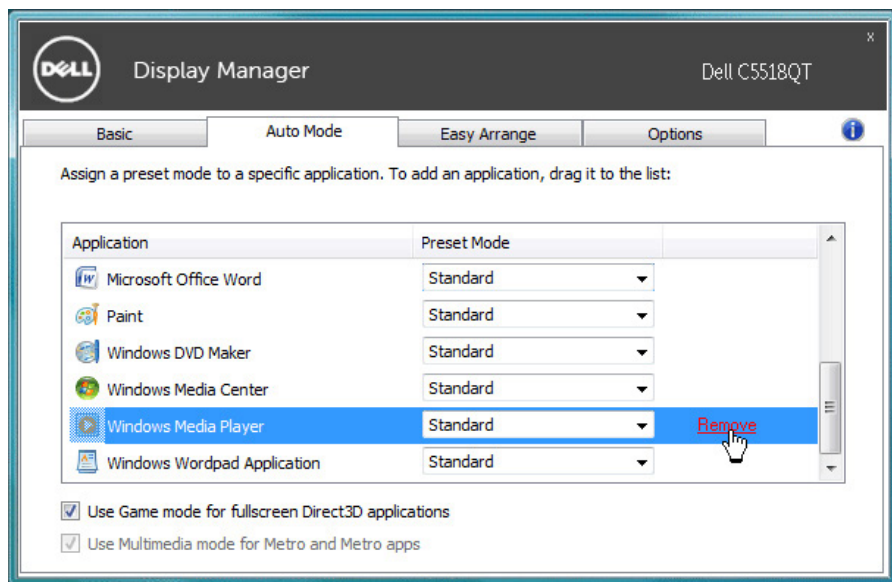 DELL Display Manager Dell C5518QT x
Basic Auto Mode Easy Arrange Options
Assign a preset mode to a specific application. To add an application, drag it to the list:
Application Preset Mode
Microsoft Office Word Standard
Paint Standard
Windows DVD Maker Standard
Windows Media Center Standard
Windows Media Player Standard Remove
Windows Wordpad Application Standard
Use Game mode for fullscreen Direct3D applications
Use Multimedia mode for Metro and Metro apps